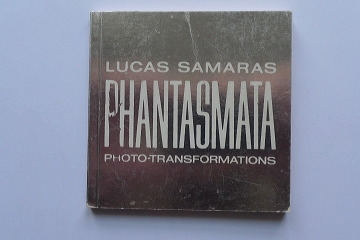 LUCAS SAMARAS
PHANTASMATA
PHOTO-TRANSFORMATIONS